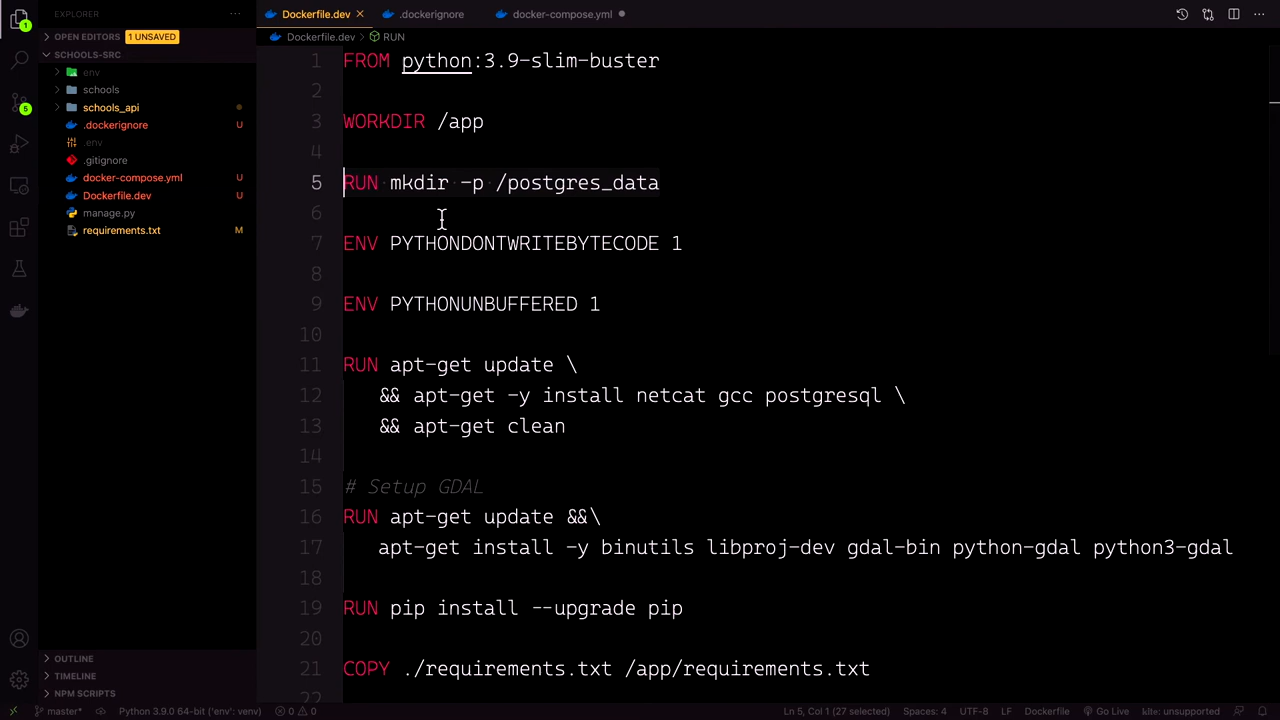 EXPLORER
···
Dockerfile.dev
.dockerignore
docker-compose.yml
···
OPEN EDITORS
1 UNSAVED
Dockerfile.dev > RUN
SCHOOLS-SRC
env
schools
schools_api
.dockerignore U
.env
.gitignore
docker-compose.yml U
Dockerfile.dev U
manage.py
requirements.txt M
1
5
1 FROM python:3.9-slim-buster
2
3 WORKDIR /app
4
5 RUN mkdir -p /postgres_data
6
7 ENV PYTHONDONTWRITEBYTECODE 1
8
9 ENV PYTHONUNBUFFERED 1
10
11 RUN apt-get update \
12 && apt-get -y install netcat gcc postgresql \
13 && apt-get clean
14
15 # Setup GDAL
16 RUN apt-get update &&\
17 apt-get install -y binutils libproj-dev gdal-bin python-gdal python3-gdal
18
19 RUN pip install --upgrade pip
20
21 COPY ./requirements.txt /app/requirements.txt
22
OUTLINE
TIMELINE
NPM SCRIPTS
master* Python 3.9.0 64-bit ('env': venv) 0 0 Ln 5, Col 1 (27 selected) Spaces: 4 UTF-8 LF Dockerfile Go Live kite: unsupported